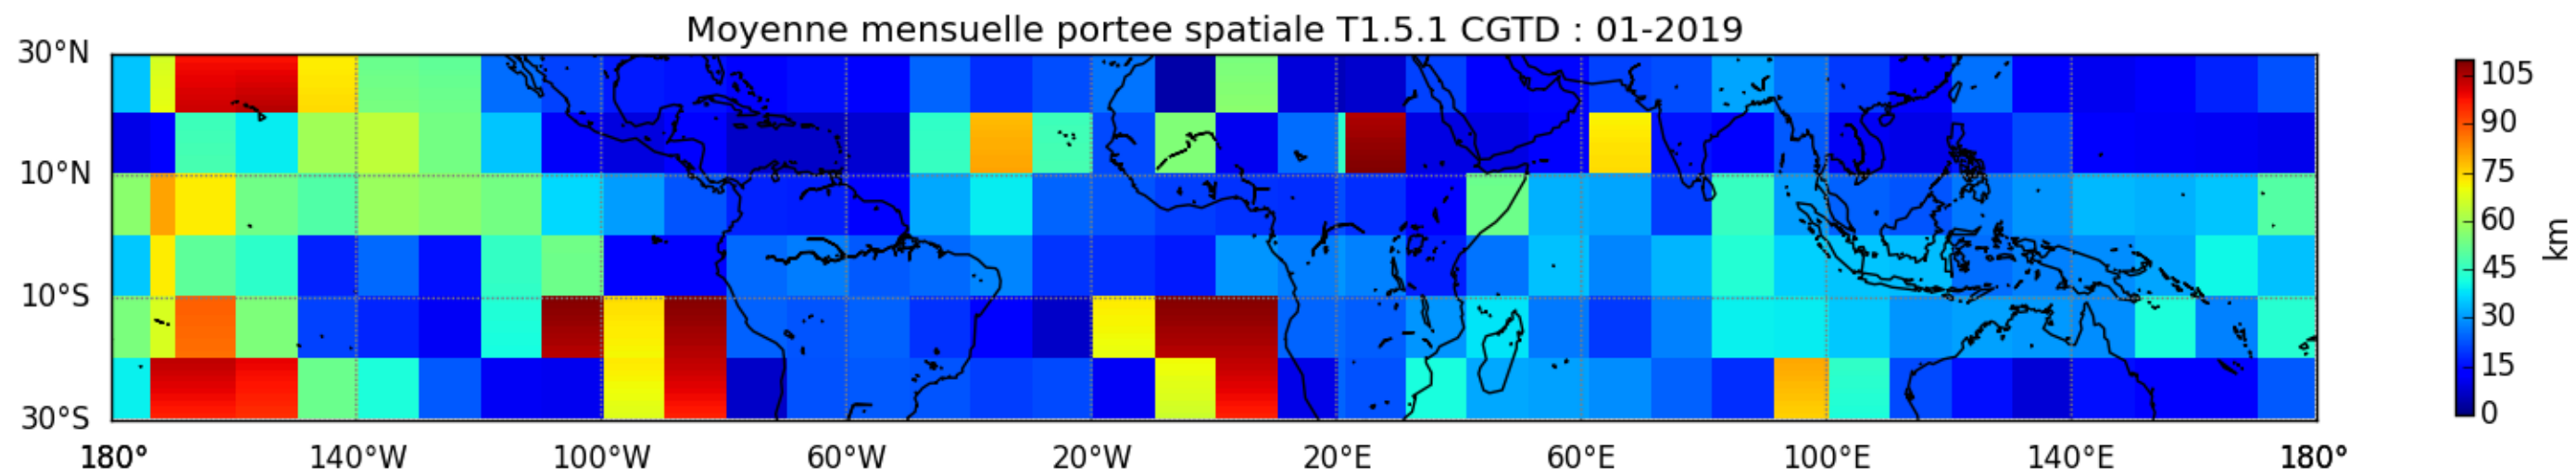 Moyenne mensuelle portee spatiale T1.5.1 CGTD : 01-2019
30°N
10°N
10°S
30°S
180° 140°W 100°W 60°W 20°W 20°E 60°E 100°E 140°E 180°
105
90
75
60
45
30
15
0
km